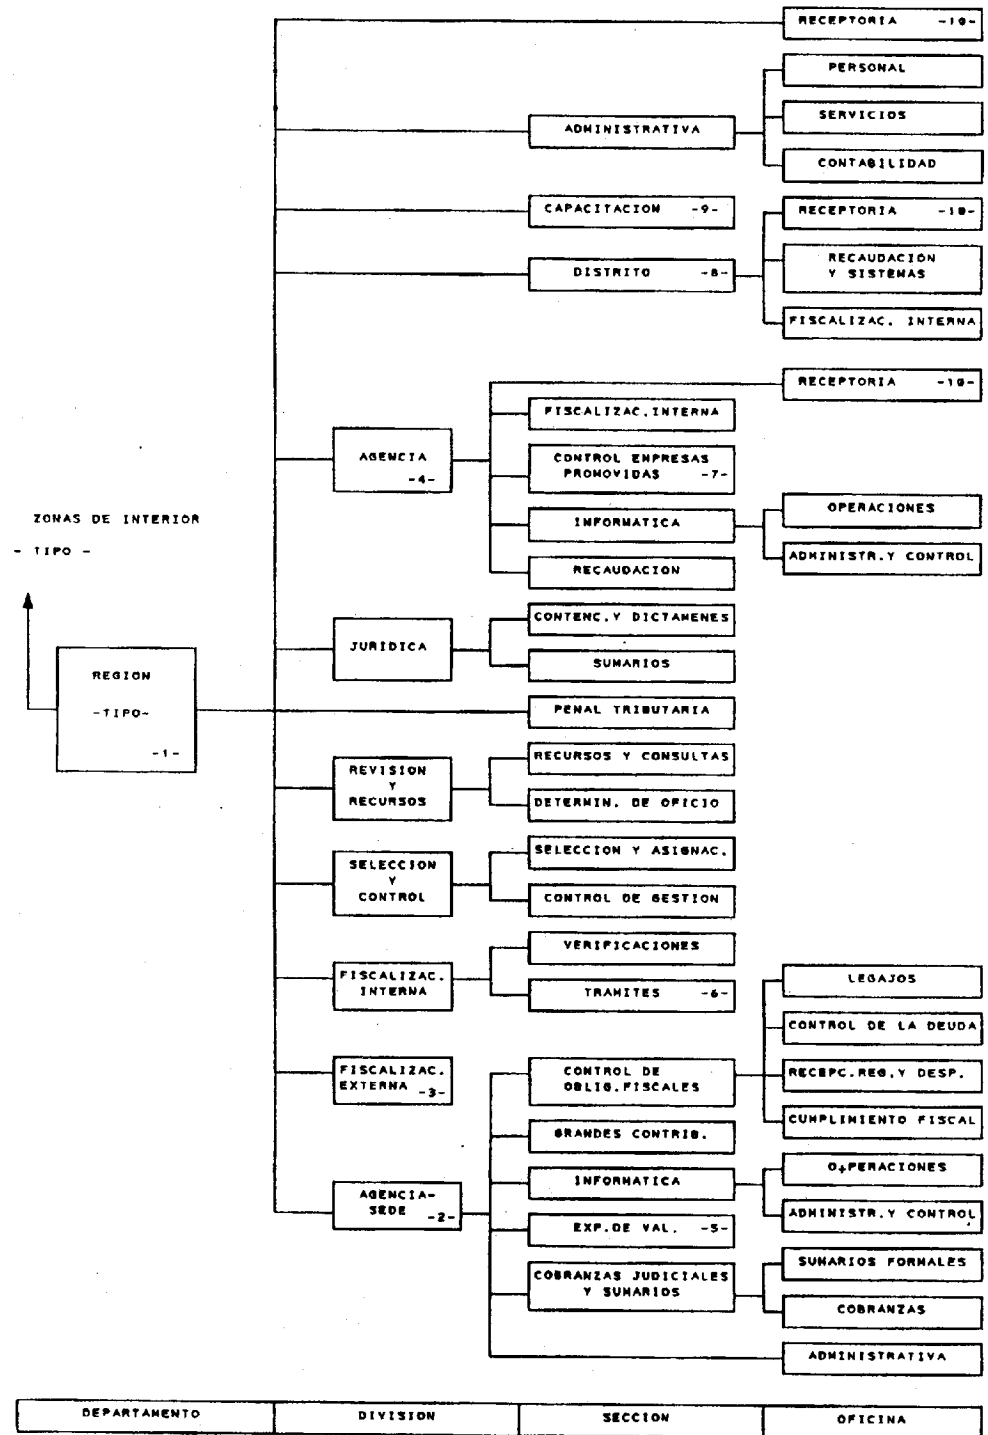 RECEPTORIA -10-
PERSONAL
ADMINISTRATIVA
SERVICIOS
CONTABILIDAD
CAPACITACION -9-
RECEPTORIA -10-
DISTRITO -8-
RECAUDACION
Y SISTEMAS
FISCALIZAC. INTERNA
RECEPTORIA -10-
AGENCIA
-4-
FISCALIZAC.INTERNA
CONTROL EMPRESAS
PROMOVIDAS -7-
INFORMATICA
OPERACIONES
ADMINISTR.Y CONTROL
RECAUDACION
ZONAS DE INTERIOR
- TIPO -
REGION
-TIPO-
-1-
JURIDICA
CONTENC.Y DICTAMENES
SUMARIOS
PENAL TRIBUTARIA
REVISION
Y
RECURSOS
RECURSOS Y CONSULTAS
DETERMIN. DE OFICIO
SELECCION
Y
CONTROL
SELECCION Y ASIGNAC.
CONTROL DE GESTION
FISCALIZAC.
INTERNA
VERIFICACIONES
TRAMITES -6-
FISCALIZAC.
EXTERNA -3-
AGENCIA-
SEDE -2-
CONTROL DE
OBLIG.FISCALES
LEGAJOS
CONTROL DE LA DEUDA
RECEPC.REG.Y DESP.
CUMPLIMIENTO FISCAL
GRANDES CONTRIB.
INFORMATICA
O+PERACIONES
ADMINISTR.Y CONTROL
EXP.DE VAL. -5-
COBRANZAS JUDICIALES
Y SUMARIOS
SUMARIOS FORMALES
COBRANZAS
ADMINISTRATIVA
DEPARTAMENTO DIVISION SECCION OFICINA